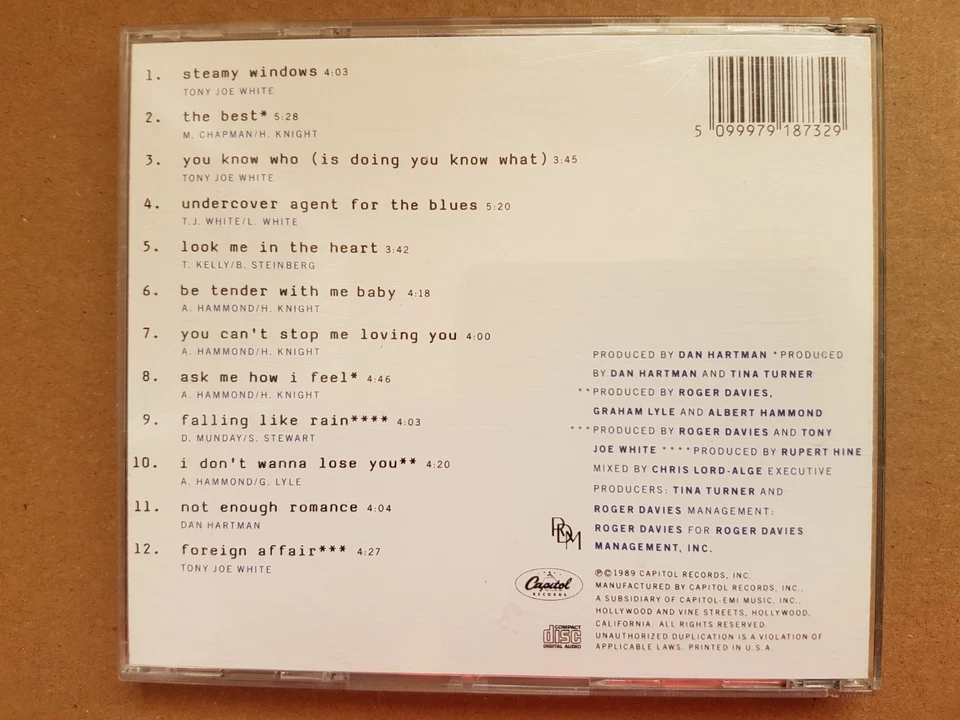 1. steamy windows 4:03
TONY JOE WHITE
2. the best* 5:28
M. CHAPMAN/H. KNIGHT
3. you know who (is doing you know what) 3:45
TONY JOE WHITE
4. undercover agent for the blues 5:20
T.J. WHITE/L. WHITE
5. look me in the heart 3:42
T. KELLY/B. STEINBERG
6. be tender with me baby 4:18
A. HAMMOND/H. KNIGHT
7. you can't stop me loving you 4:00
A. HAMMOND/H. KNIGHT
8. ask me how i feel* 4:46
A. HAMMOND/H. KNIGHT
9. falling like rain**** 4:03
D. MUNDAY/S. STEWART
10. i don't wanna lose you** 4:20
A. HAMMOND/G. LYLE
11. not enough romance 4:04
DAN HARTMAN
12. foreign affair*** 4:27
TONY JOE WHITE
5 099979 187329
PRODUCED BY DAN HARTMAN *PRODUCED
BY DAN HARTMAN AND TINA TURNER
**PRODUCED BY ROGER DAVIES,
GRAHAM LYLE AND ALBERT HAMMOND
***PRODUCED BY ROGER DAVIES AND TONY
JOE WHITE ****PRODUCED BY RUPERT HINE
MIXED BY CHRIS LORD-ALGE EXECUTIVE
PRODUCERS: TINA TURNER AND
ROGER DAVIES MANAGEMENT:
ROGER DAVIES FOR ROGER DAVIES
MANAGEMENT, INC.
RDM
Capitol
RECORDS
COMPACT
disc
DIGITAL AUDIO
℗©1989 CAPITOL RECORDS, INC.
MANUFACTURED BY CAPITOL RECORDS, INC.,
A SUBSIDIARY OF CAPITOL-EMI MUSIC, INC.,
HOLLYWOOD AND VINE STREETS, HOLLYWOOD,
CALIFORNIA. ALL RIGHTS RESERVED.
UNAUTHORIZED DUPLICATION IS A VIOLATION OF
APPLICABLE LAWS. PRINTED IN U.S.A.